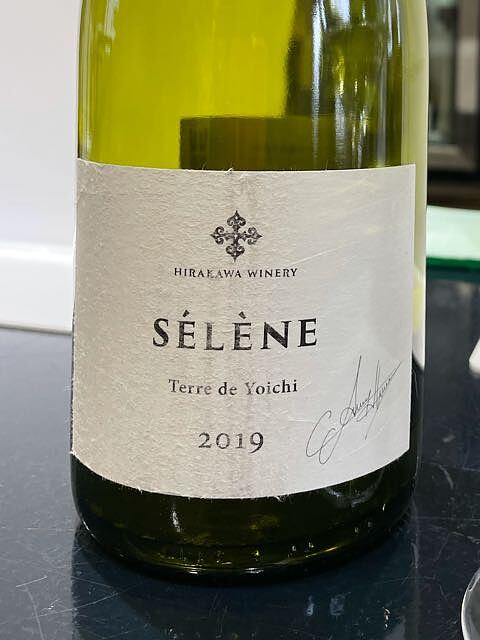 HIRAKAWA WINERY
SÉLÈNE
Terre de Yoichi
2019